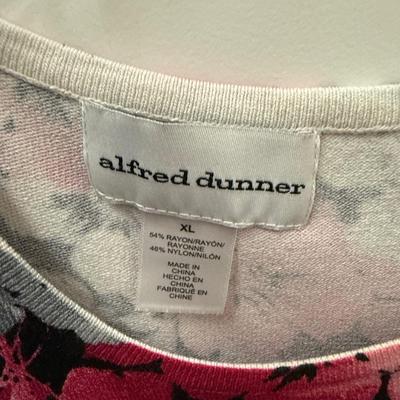 alfred dunner
XL
54% RAYON/RAYÓN/
RAYONNE
46% NYLON/NILÓN
MADE IN
CHINA
HECHO EN
CHINA
FABRIQUÉ EN
CHINE